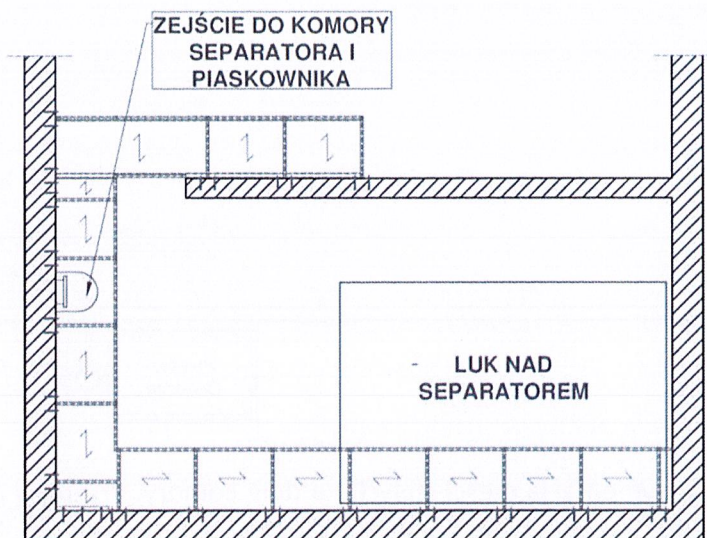 ZEJŚCIE DO KOMORY
SEPARATORA I
PIASKOWNIKA
LUK NAD
SEPARATOREM